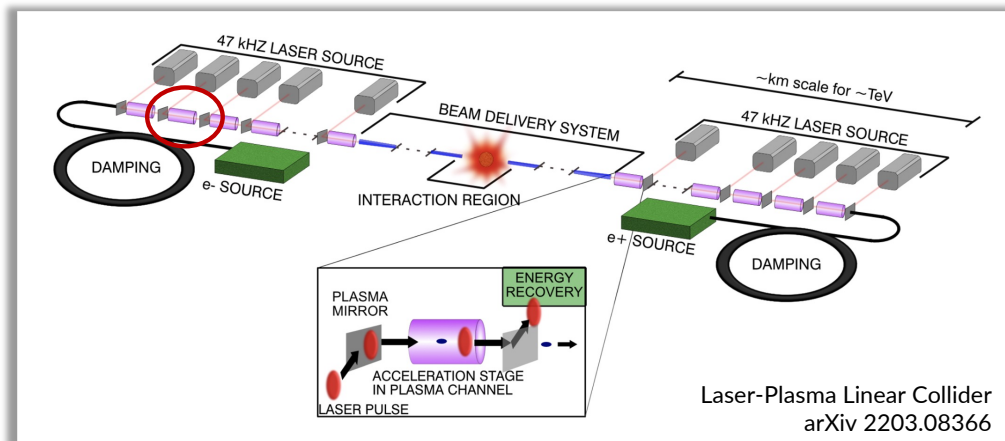 47 kHZ LASER SOURCE
~km scale for ~TeV
BEAM DELIVERY SYSTEM
47 kHZ LASER SOURCE
DAMPING
e- SOURCE
INTERACTION REGION
e+ SOURCE
DAMPING
ENERGY
RECOVERY
PLASMA
MIRROR
ACCELERATION STAGE
IN PLASMA CHANNEL
LASER PULSE
Laser-Plasma Linear Collider
arXiv 2203.08366